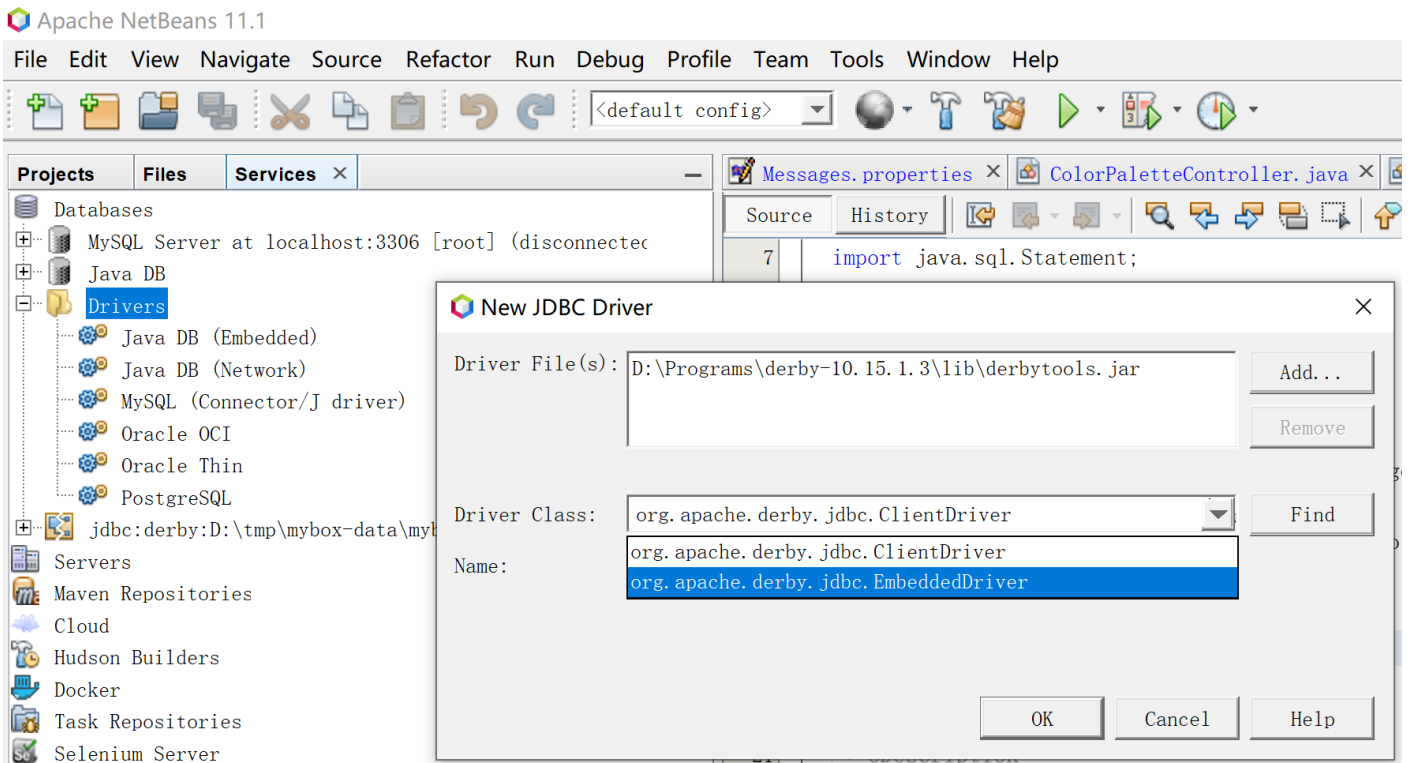 Apache NetBeans 11.1
File Edit View Navigate Source Refactor Run Debug Profile Team Tools Window Help
<default config>
Projects Files Services
Messages.properties ColorPaletteController.java
Source History
Databases
MySQL Server at localhost:3306 [root] (disconnected
7 import java.sql.Statement;
Java DB
Drivers
Java DB (Embedded)
Java DB (Network)
MySQL (Connector/J driver)
Oracle OCI
Oracle Thin
PostgreSQL
jdbc:derby:D:\tmp\mybox-data\myb
Servers
Maven Repositories
Cloud
Hudson Builders
Docker
Task Repositories
Selenium Server
New JDBC Driver
Driver File(s): D:\Programs\derby-10.15.1.3\lib\derbytools.jar
Add...
Remove
Driver Class: org.apache.derby.jdbc.ClientDriver
Find
org.apache.derby.jdbc.ClientDriver
org.apache.derby.jdbc.EmbeddedDriver
Name:
OK Cancel Help